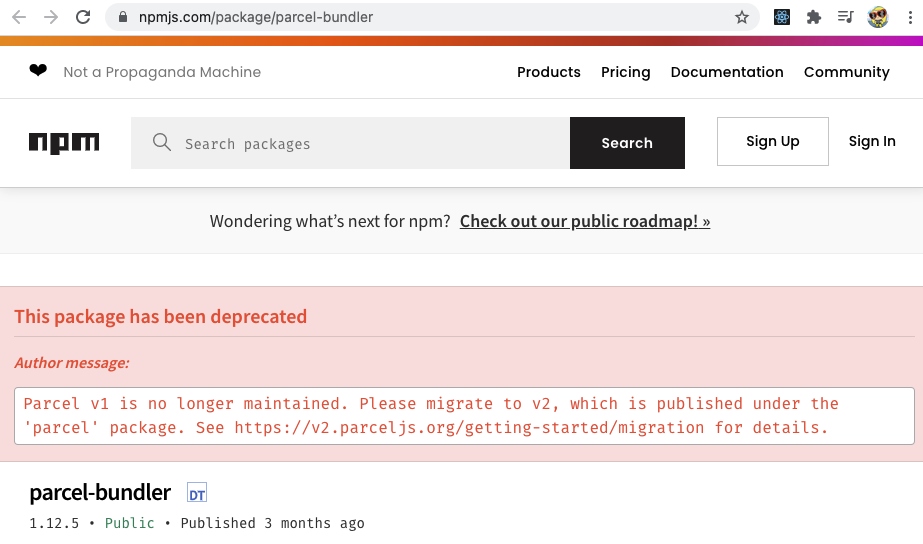 npmjs.com/package/parcel-bundler
❤ Not a Propaganda Machine
Products Pricing Documentation Community
npm
Search packages
Search
Sign Up
Sign In
Wondering what’s next for npm? Check out our public roadmap! »
This package has been deprecated
Author message:
Parcel v1 is no longer maintained. Please migrate to v2, which is published under the
'parcel' package. See https://v2.parceljs.org/getting-started/migration for details.
parcel-bundler DT
1.12.5 • Public • Published 3 months ago